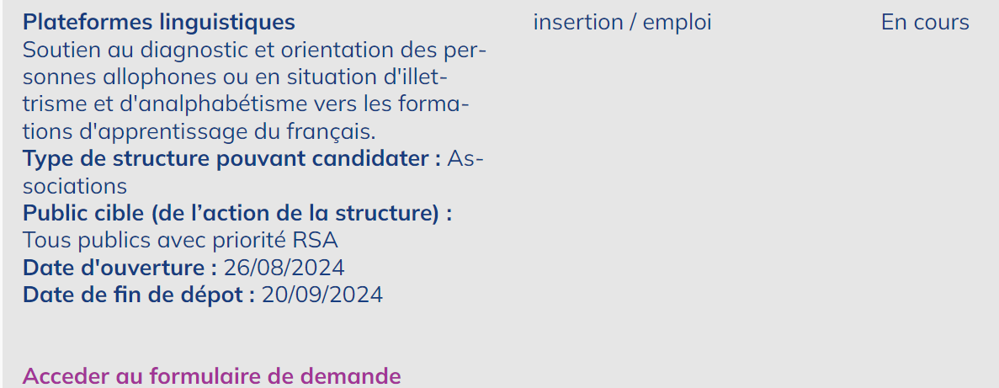 Plateformes linguistiques
insertion / emploi
En cours
Soutien au diagnostic et orientation des per-
sonnes allophones ou en situation d'illet-
trisme et d'analphabétisme vers les forma-
tions d'apprentissage du français.
Type de structure pouvant candidater : As-
sociations
Public cible (de l’action de la structure) :
Tous publics avec priorité RSA
Date d'ouverture : 26/08/2024
Date de fin de dépot : 20/09/2024
Acceder au formulaire de demande